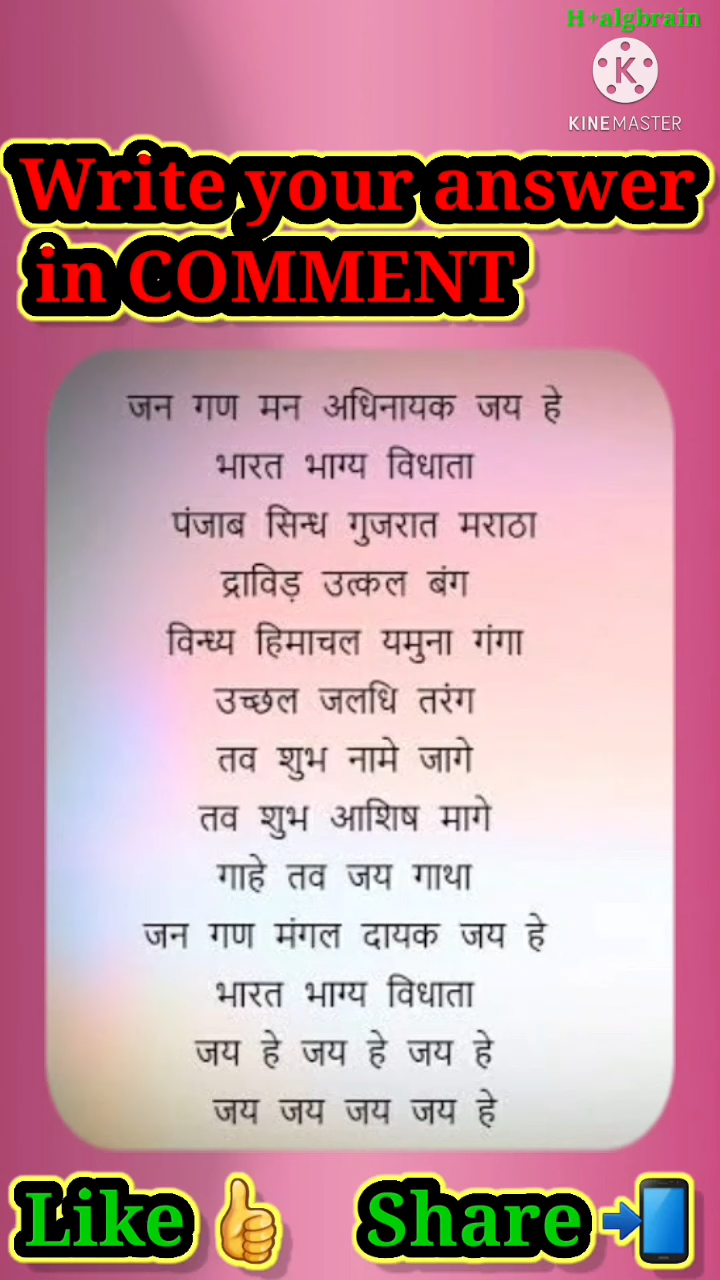 H+algbrain
K
KINEMASTER
Write your answer
in COMMENT
जन गण मन अधिनायक जय हे
भारत भाग्य विधाता
पंजाब सिन्ध गुजरात मराठा
द्राविड़ उत्कल बंग
विन्ध्य हिमाचल यमुना गंगा
उच्छल जलधि तरंग
तव शुभ नामे जागे
तव शुभ आशिष मागे
गाहे तव जय गाथा
जन गण मंगल दायक जय हे
भारत भाग्य विधाता
जय हे जय हे जय हे
जय जय जय जय हे
Like Share